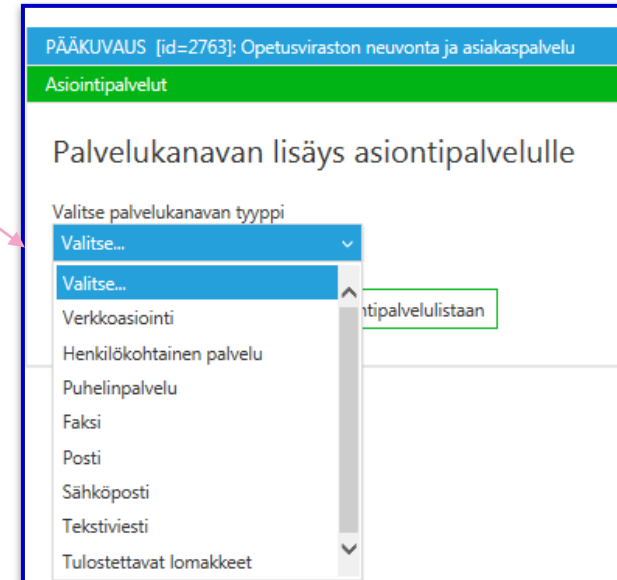 PÄÄKUVAUS [id=2763]: Opetusviraston neuvonta ja asiakaspalvelu
Asiointipalvelut
Palvelukanavan lisäys asiontipalvelulle
Valitse palvelukanavan tyyppi
Valitse...
Valitse...
Verkkoasiointi
ntipalvelulistaan
Henkilökohtainen palvelu
Puhelinpalvelu
Faksi
Posti
Sähköposti
Tekstiviesti
Tulostettavat lomakkeet